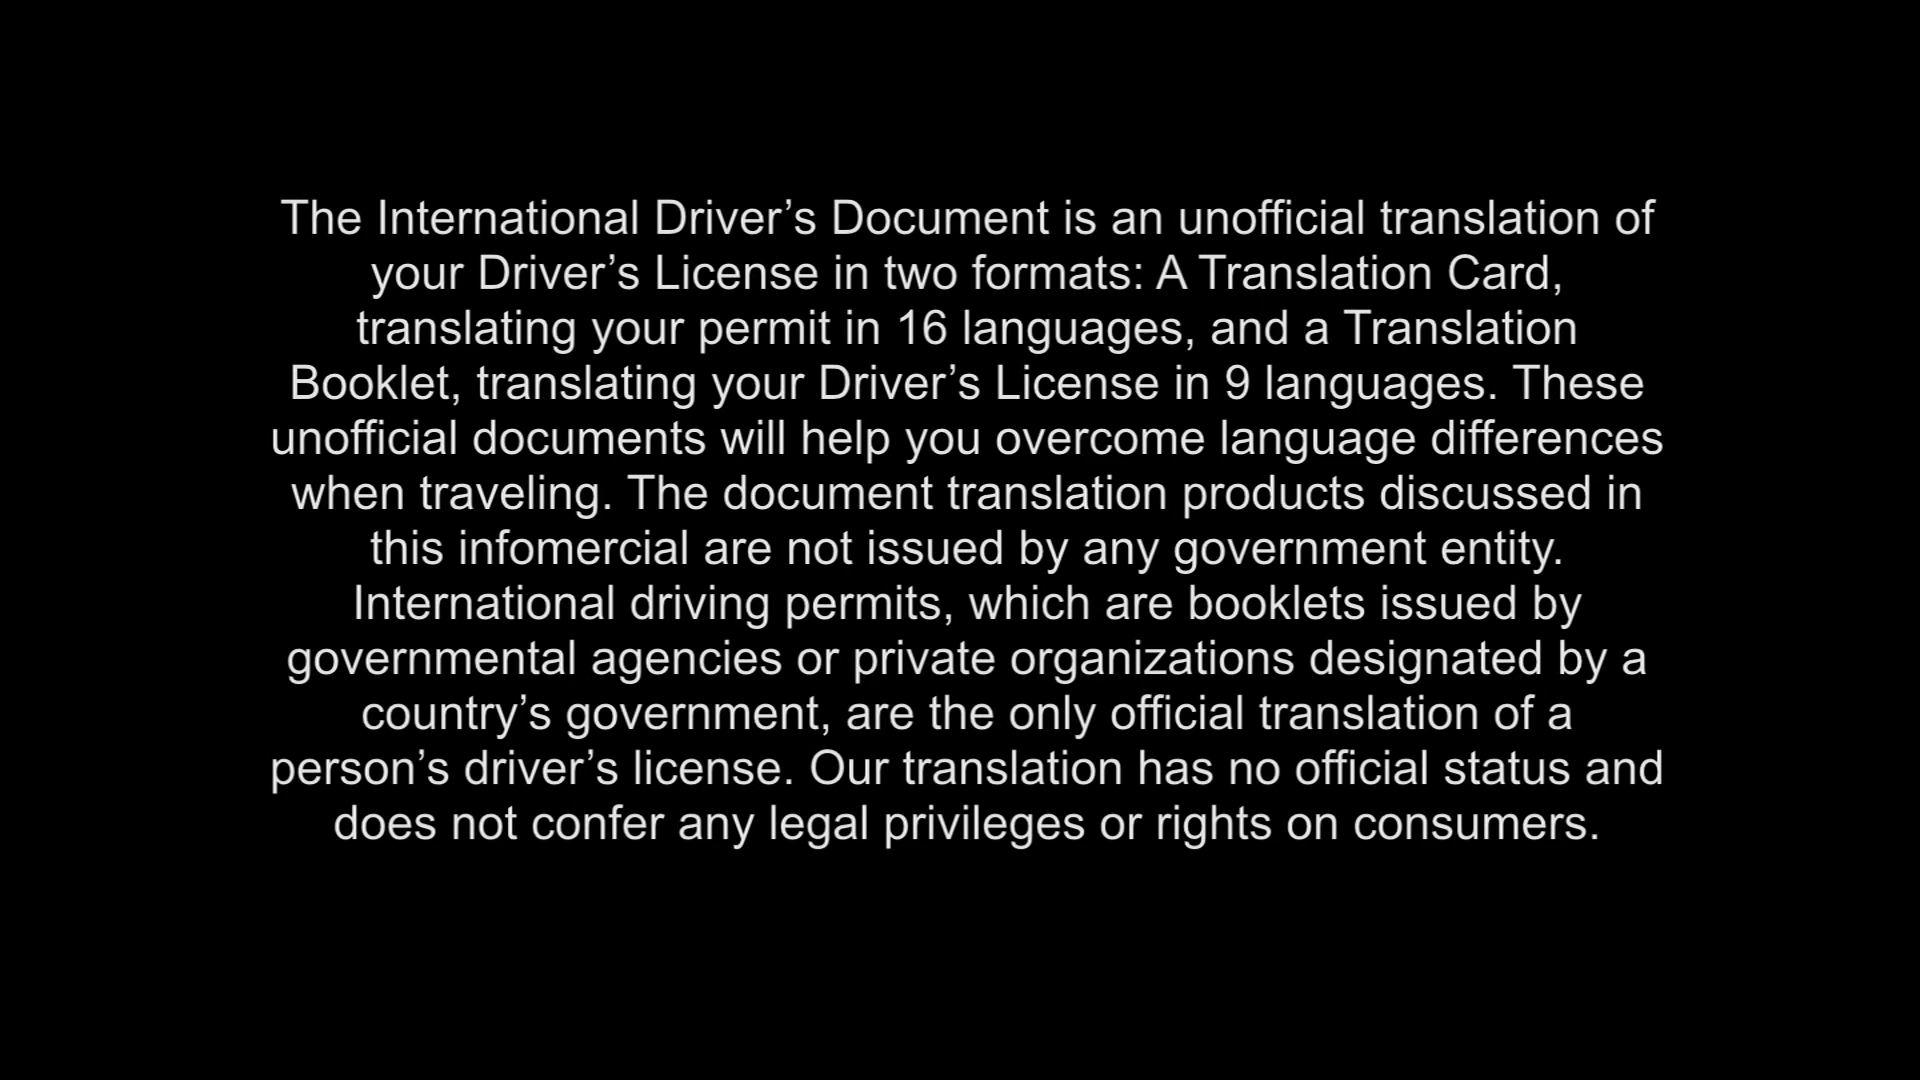 The International Driver’s Document is an unofficial translation of
your Driver’s License in two formats: A Translation Card,
translating your permit in 16 languages, and a Translation
Booklet, translating your Driver’s License in 9 languages. These
unofficial documents will help you overcome language differences
when traveling. The document translation products discussed in
this infomercial are not issued by any government entity.
International driving permits, which are booklets issued by
governmental agencies or private organizations designated by a
country’s government, are the only official translation of a
person’s driver’s license. Our translation has no official status and
does not confer any legal privileges or rights on consumers.